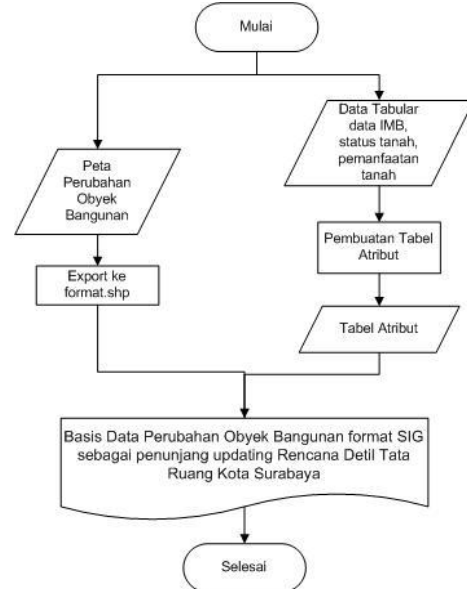 Mulai
Peta
Perubahan
Obyek
Bangunan
Data Tabular
data IMB,
status tanah,
pemanfaatan
tanah
Export ke
format.shp
Pembuatan Tabel
Atribut
Tabel Atribut
Basis Data Perubahan Obyek Bangunan format SIG
sebagai penunjang updating Rencana Detil Tata
Ruang Kota Surabaya
Selesai